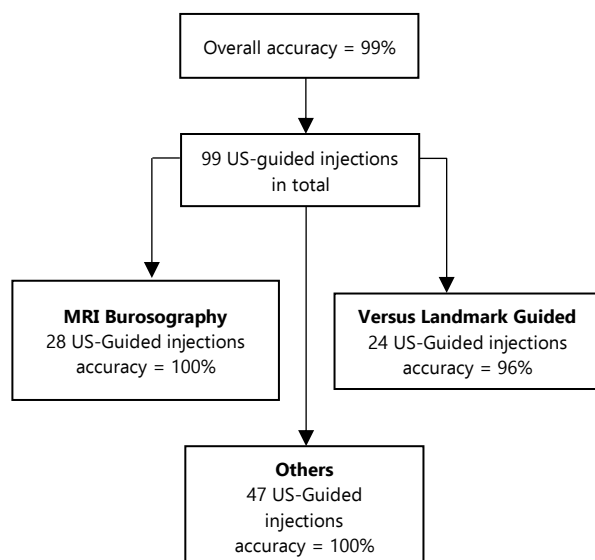 Overall accuracy = 99%
99 US-guided injections
in total
MRI Burosography
28 US-Guided injections
accuracy = 100%
Versus Landmark Guided
24 US-Guided injections
accuracy = 96%
Others
47 US-Guided
injections
accuracy = 100%